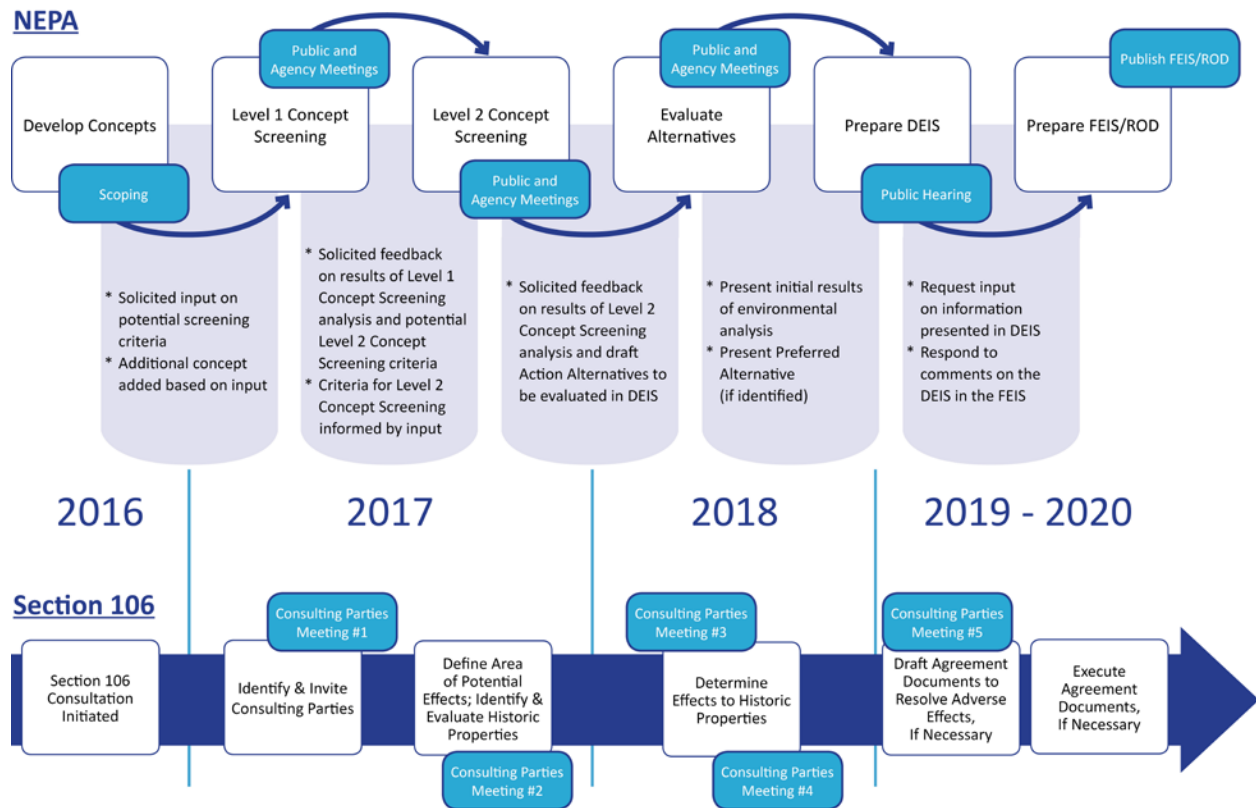 NEPA
Develop Concepts
Scoping
Level 1 Concept
Screening
Public and
Agency Meetings
Level 2 Concept
Screening
Public and
Agency Meetings
Evaluate
Alternatives
Public and
Agency Meetings
Prepare DEIS
Public Hearing
Prepare FEIS/ROD
Publish FEIS/ROD
* Solicited input on
potential screening
criteria
* Additional concept
added based on input
* Solicited feedback
on results of Level 1
Concept Screening
analysis and potential
Level 2 Concept
Screening criteria
* Criteria for Level 2
Concept Screening
informed by input
* Solicited feedback
on results of Level 2
Concept Screening
analysis and draft
Action Alternatives to
be evaluated in DEIS
* Present initial results
of environmental
analysis
* Present Preferred
Alternative
(if identified)
* Request input
on information
presented in DEIS
* Respond to
comments on the
DEIS in the FEIS
2016
2017
2018
2019 - 2020
Section 106
Section 106
Consultation
Initiated
Consulting Parties
Meeting #1
Identify & Invite
Consulting Parties
Define Area
of Potential
Effects; Identify &
Evaluate Historic
Properties
Consulting Parties
Meeting #2
Consulting Parties
Meeting #3
Determine
Effects to Historic
Properties
Consulting Parties
Meeting #4
Consulting Parties
Meeting #5
Draft Agreement
Documents to
Resolve Adverse
Effects,
If Necessary
Execute
Agreement
Documents,
If Necessary